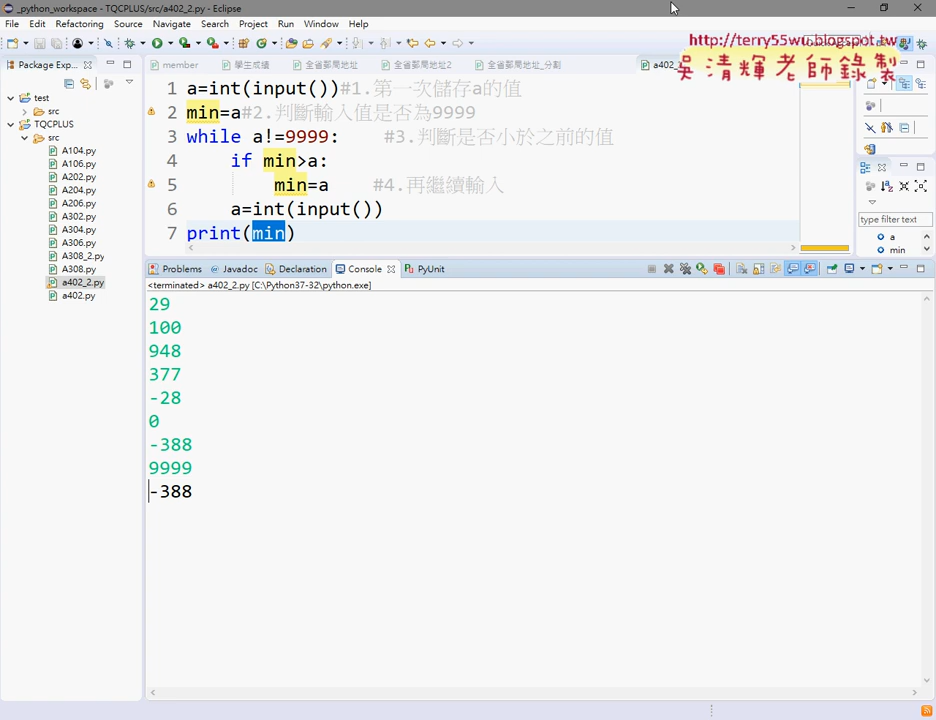 _python_workspace - TQCPLUS/src/a402_2.py - Eclipse
File Edit Refactoring Source Navigate Search Project Run Window Help
http://terry55wu.blogspot.tw
吳清輝老師錄製
Package Exp...
member 學生成績 全省郵局地址 全省郵局地址2 全省郵局地址_分割 a402_
test
src
TQCPLUS
src
A104.py
A106.py
A202.py
A204.py
A206.py
A302.py
A304.py
A306.py
A308_2.py
A308.py
a402_2.py
a402.py
1 a=int(input())#1.第一次儲存a的值
2 min=a#2.判斷輸入值是否為9999
3 while a!=9999: #3.判斷是否小於之前的值
4 if min>a:
5 min=a #4.再繼續輸入
6 a=int(input())
7 print(min)
type filter text
a
min
Problems Javadoc Declaration Console PyUnit
<terminated> a402_2.py [C:\Python37-32\python.exe]
29
100
948
377
-28
0
-388
9999
-388